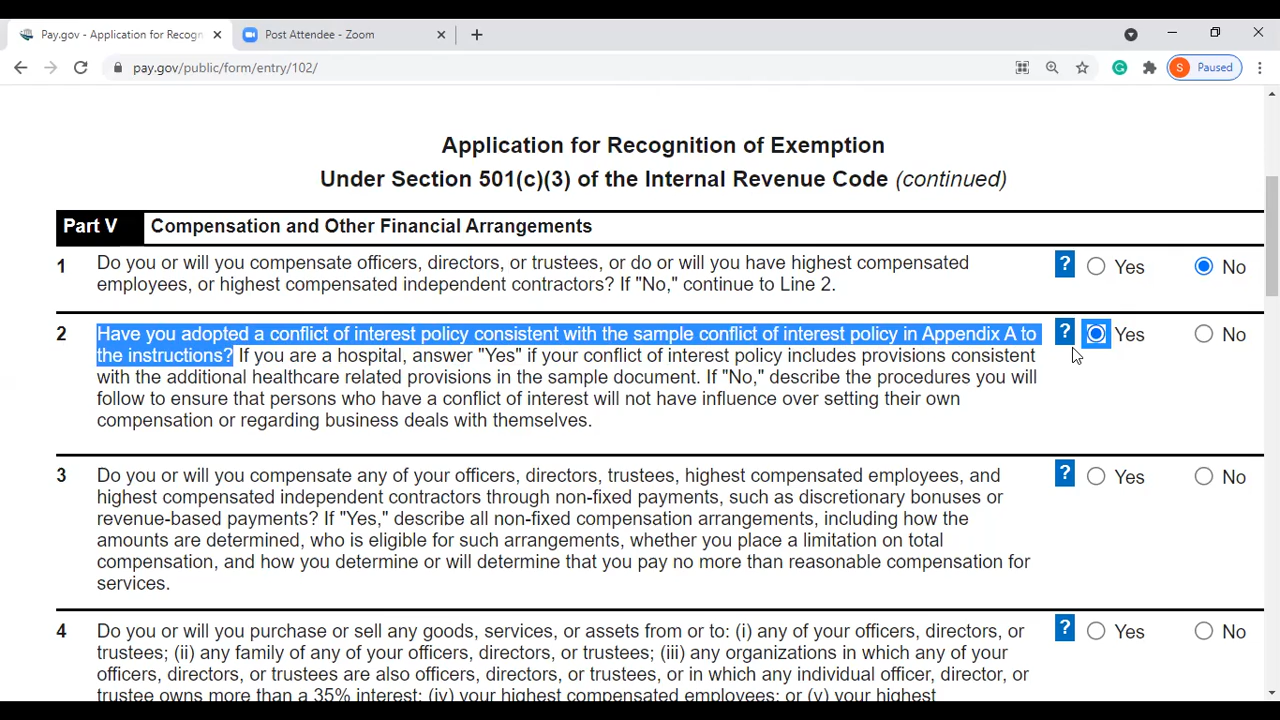 Pay.gov - Application for Recogn
Post Attendee - Zoom
pay.gov/public/form/entry/102/
S Paused
Application for Recognition of Exemption
Under Section 501(c)(3) of the Internal Revenue Code (continued)
Part V Compensation and Other Financial Arrangements
1 Do you or will you compensate officers, directors, or trustees, or do or will you have highest compensated ? Yes No
employees, or highest compensated independent contractors? If "No," continue to Line 2.
2 Have you adopted a conflict of interest policy consistent with the sample conflict of interest policy in Appendix A to ? Yes No
the instructions? If you are a hospital, answer "Yes" if your conflict of interest policy includes provisions consistent
with the additional healthcare related provisions in the sample document. If "No," describe the procedures you will
follow to ensure that persons who have a conflict of interest will not have influence over setting their own
compensation or regarding business deals with themselves.
3 Do you or will you compensate any of your officers, directors, trustees, highest compensated employees, and ? Yes No
highest compensated independent contractors through non-fixed payments, such as discretionary bonuses or
revenue-based payments? If "Yes," describe all non-fixed compensation arrangements, including how the
amounts are determined, who is eligible for such arrangements, whether you place a limitation on total
compensation, and how you determine or will determine that you pay no more than reasonable compensation for
services.
4 Do you or will you purchase or sell any goods, services, or assets from or to: (i) any of your officers, directors, or ? Yes No
trustees; (ii) any family of any of your officers, directors, or trustees; (iii) any organizations in which any of your
officers, directors, or trustees are also officers, directors, or trustees, or in which any individual officer, director, or
trustee owns more than a 35% interest; (iv) your highest compensated employees; or (v) your highest